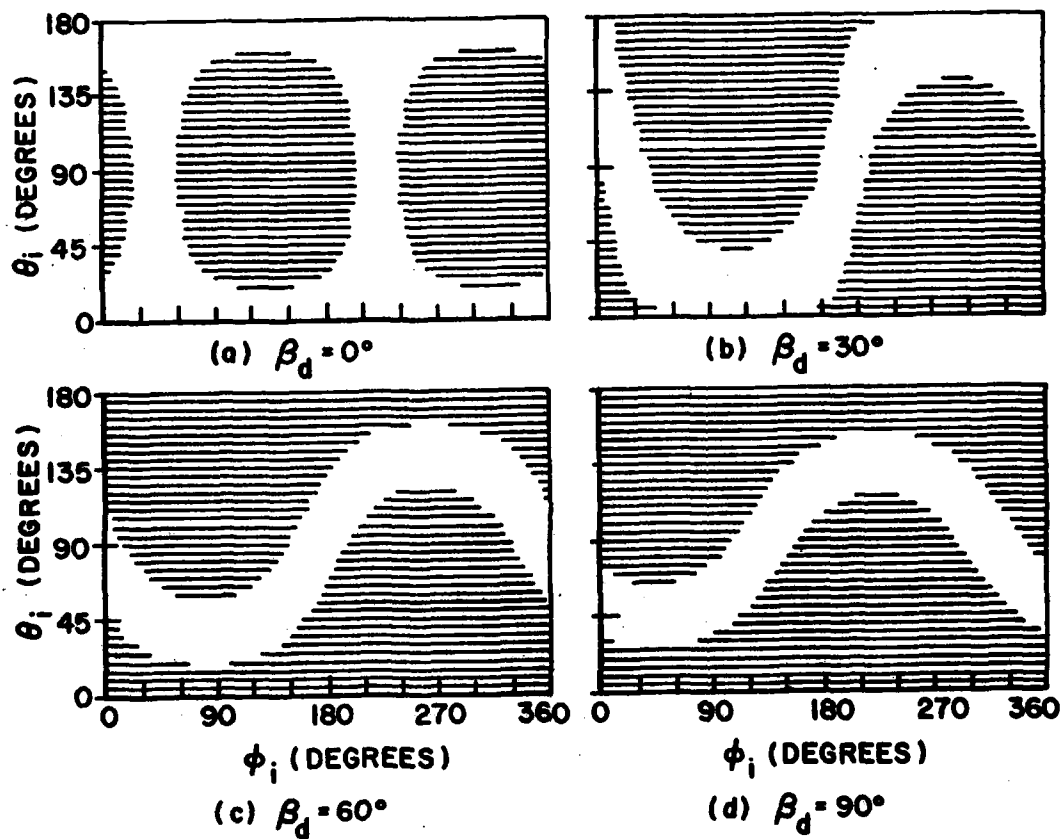 180
135
90
45
0
θi (DEGREES)
(a) βd = 0°
(b) βd = 30°
180
135
90
45
0
θi (DEGREES)
0 90 180 270 360
0 90 180 270 360
ϕi (DEGREES)
ϕi (DEGREES)
(c) βd = 60°
(d) βd = 90°